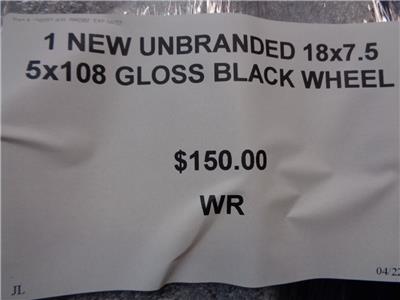 1 NEW UNBRANDED 18x7.5
5x108 GLOSS BLACK WHEEL
$150.00
WR
JL
04/22